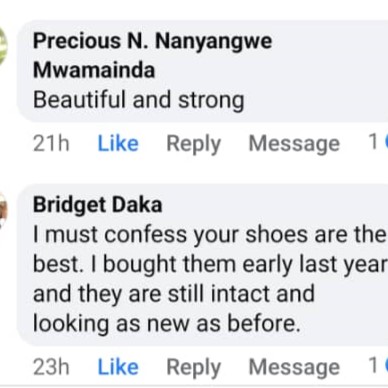 Precious N. Nanyangwe
Mwamainda
Beautiful and strong
21h Like Reply Message 1
Bridget Daka
I must confess your shoes are the
best. I bought them early last year
and they are still intact and
looking as new as before.
23h Like Reply Message 1